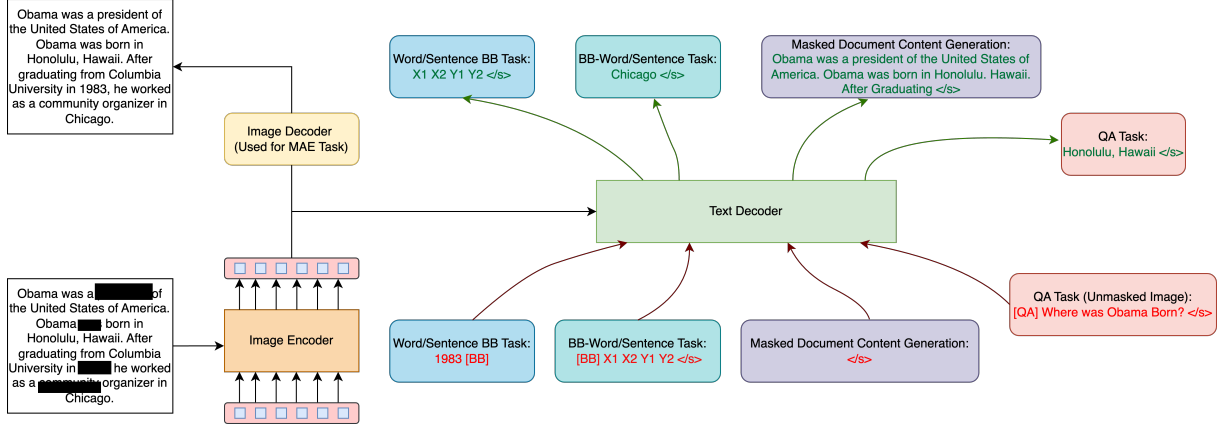 Obama was a president of
the United States of America.
Obama was born in
Honolulu, Hawaii. After
graduating from Columbia
University in 1983, he worked
as a community organizer in
Chicago.
Image Decoder
(Used for MAE Task)
Word/Sentence BB Task:
X1 X2 Y1 Y2 </s>
BB-Word/Sentence Task:
Chicago </s>
Masked Document Content Generation:
Obama was a president of the United States of
America. Obama was born in Honolulu. Hawaii.
After Graduating </s>
QA Task:
Honolulu, Hawaii </s>
Text Decoder
Obama was a of
the United States of America.
Obama born in
Honolulu, Hawaii. After
graduating from Columbia
University in he worked
as a organizer in
Chicago.
Image Encoder
Word/Sentence BB Task:
1983 [BB]
BB-Word/Sentence Task:
[BB] X1 X2 Y1 Y2 </s>
Masked Document Content Generation:
</s>
QA Task (Unmasked Image):
[QA] Where was Obama Born? </s>